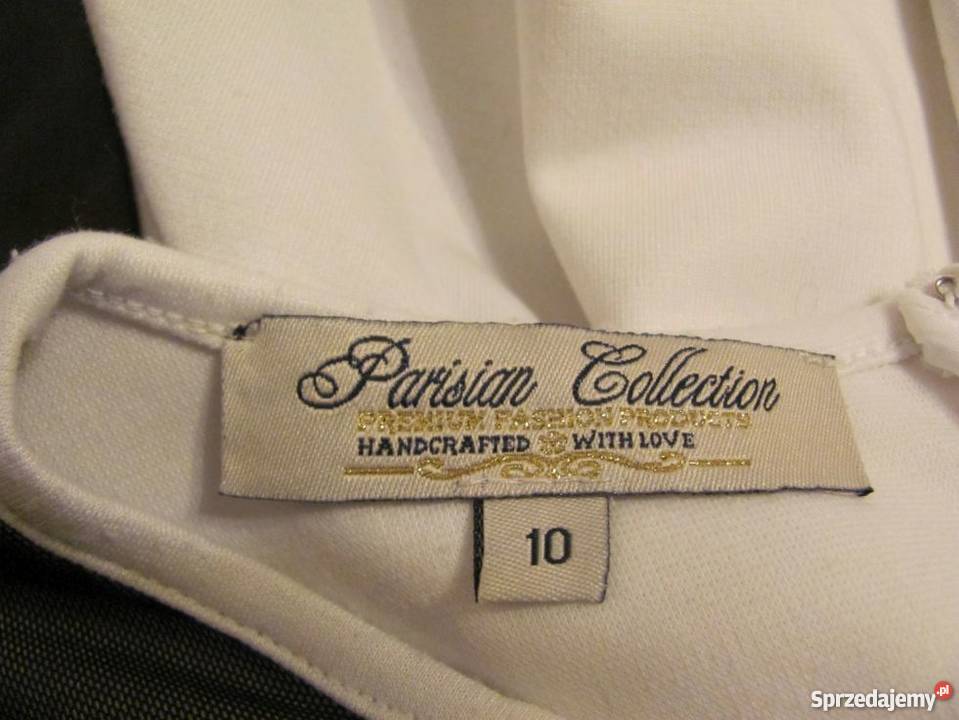 Parisian Collection
PREMIUM FASHION PRODUCTS
HANDCRAFTED WITH LOVE
10
Sprzedajemy.pl